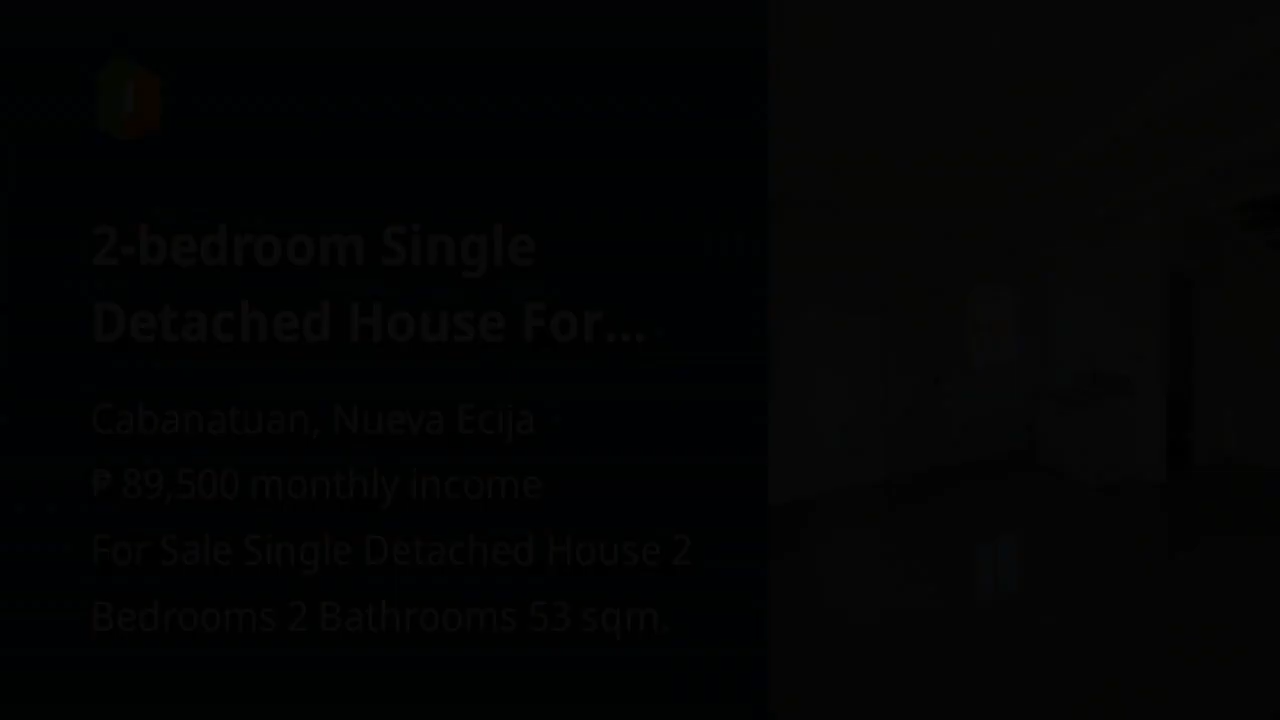 2-bedroom Single
Detached House For...
Cabanatuan, Nueva Ecija
₱ 89,500 monthly income
For Sale Single Detached House 2
Bedrooms 2 Bathrooms 53 sqm.